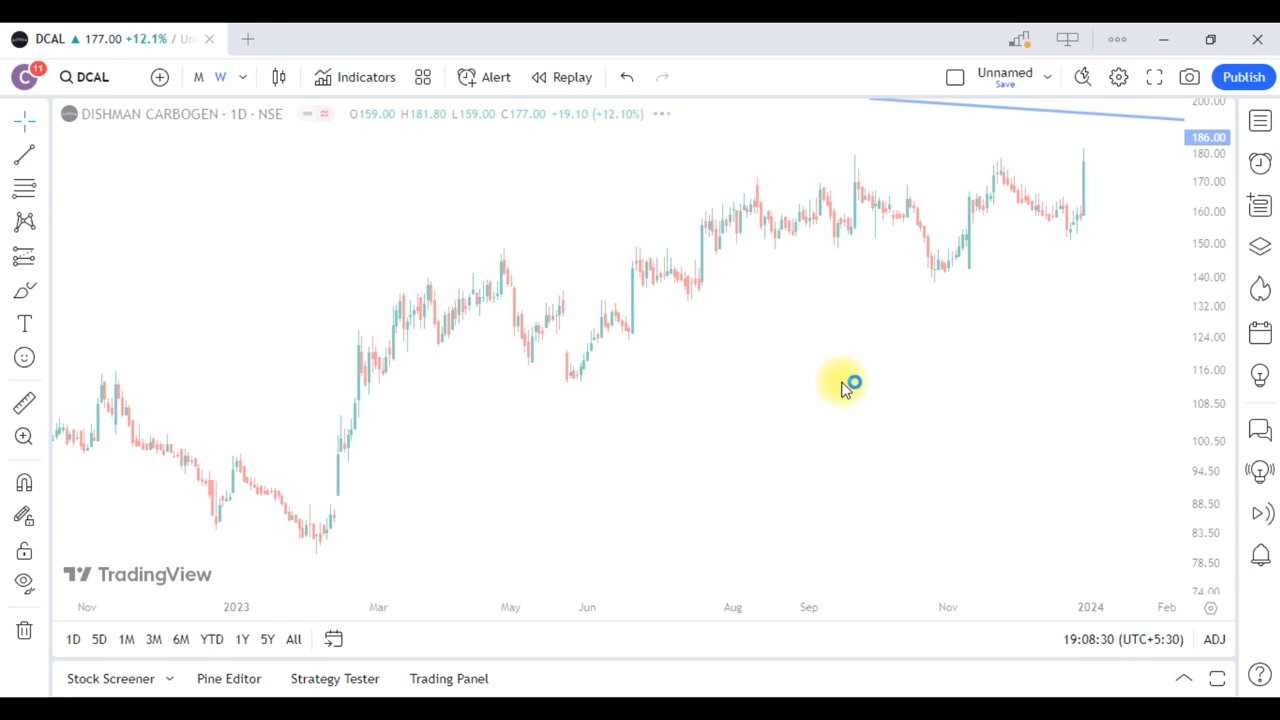 DCAL ▲ 177.00 +12.1% / Un
C 11 DCAL M W Indicators Alert Replay Unnamed Save Publish
DISHMAN CARBOGEN · 1D · NSE O159.00 H181.80 L159.00 C177.00 +19.10 (+12.10%)
200.00
186.00
180.00
170.00
160.00
150.00
140.00
132.00
124.00
116.00
108.50
100.50
94.50
88.50
83.50
78.50
74.00
TradingView
Nov 2023 Mar May Jun Aug Sep Nov 2024 Feb
1D 5D 1M 3M 6M YTD 1Y 5Y All 19:08:30 (UTC+5:30) ADJ
Stock Screener Pine Editor Strategy Tester Trading Panel